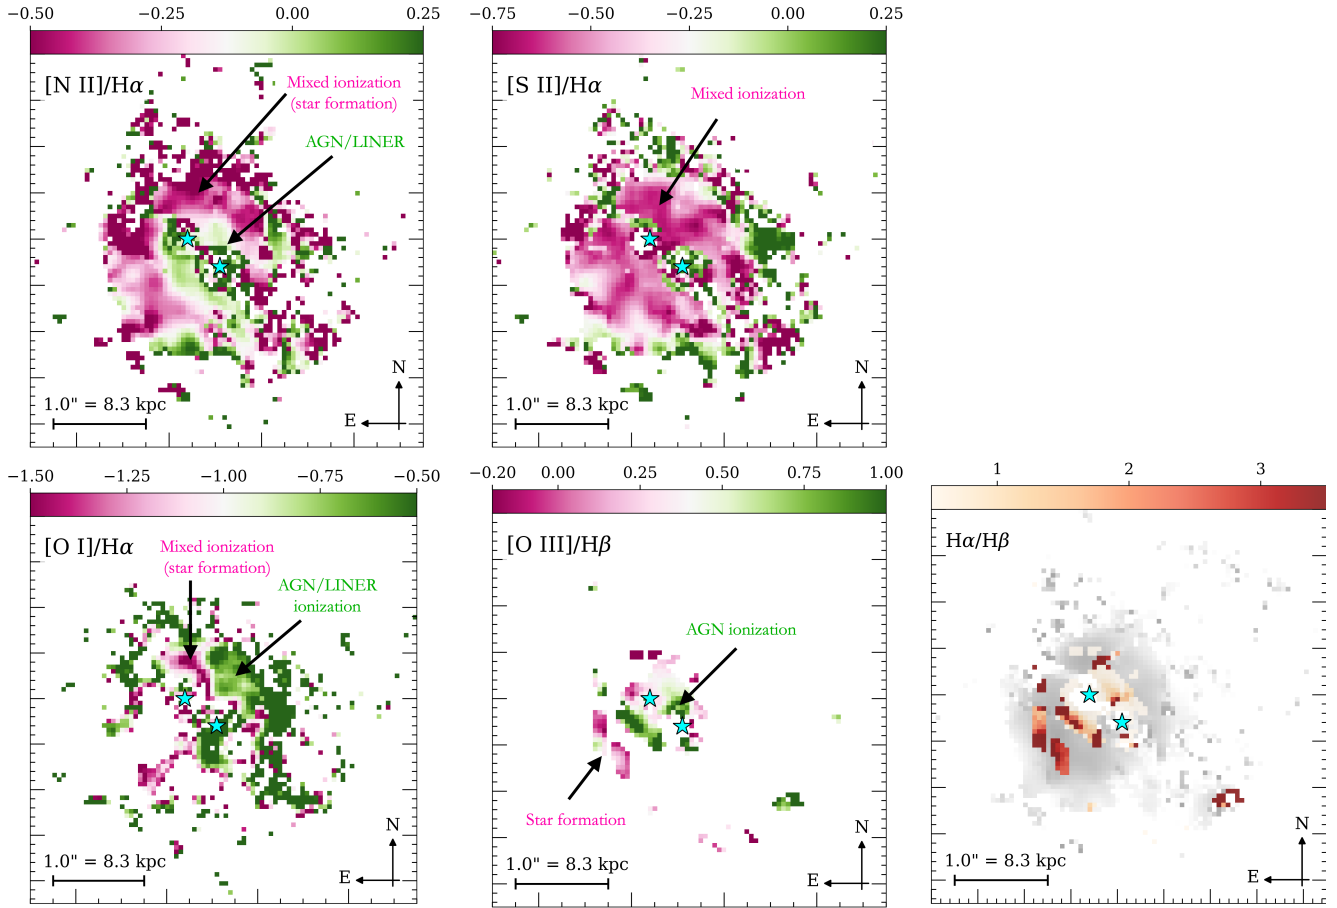 −0.50 −0.25 0.00 0.25
[N II]/Hα
Mixed ionization
(star formation)
AGN/LINER
N
E
1.0" = 8.3 kpc
−0.75 −0.50 −0.25 0.00 0.25
[S II]/Hα
Mixed ionization
N
E
1.0" = 8.3 kpc
−1.50 −1.25 −1.00 −0.75 −0.50
[O I]/Hα
Mixed ionization
(star formation)
AGN/LINER
ionization
N
E
1.0" = 8.3 kpc
−0.20 0.00 0.25 0.50 0.75 1.00
[O III]/Hβ
AGN ionization
Star formation
N
E
1.0" = 8.3 kpc
1 2 3
Hα/Hβ
N
E
1.0" = 8.3 kpc